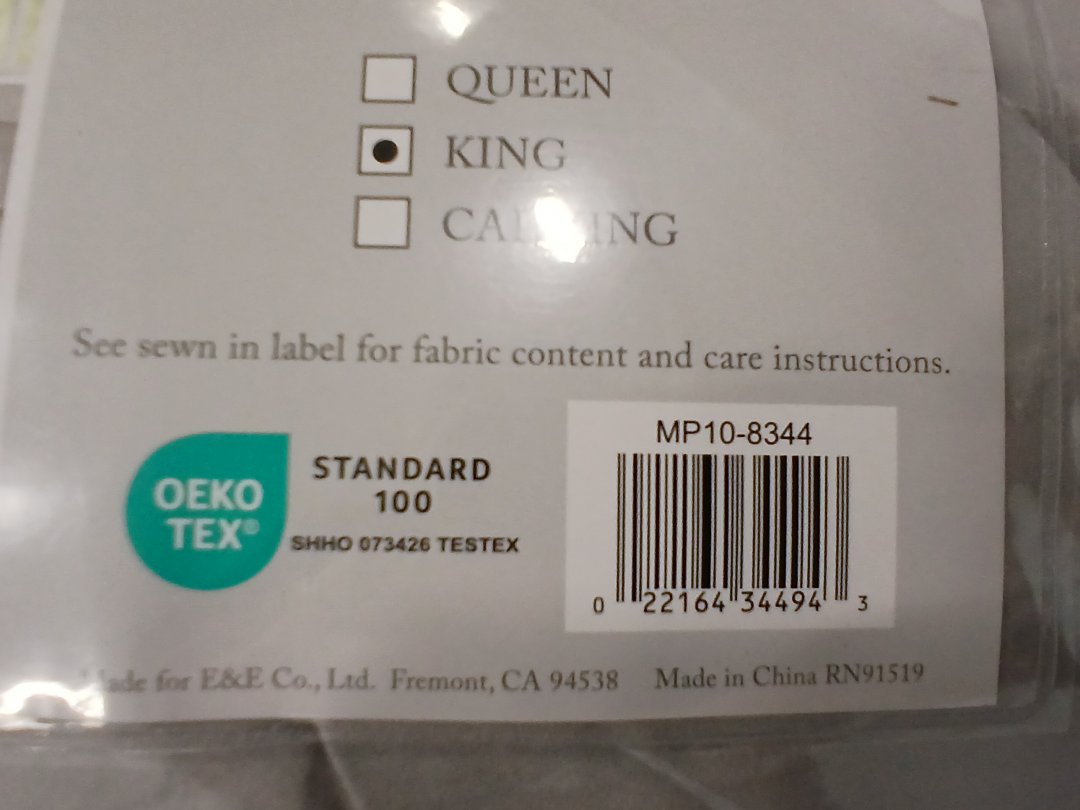 QUEEN
KING
See sewn in label for fabric content and care instructions.
OEKO
TEX®
STANDARD
100
SHHO 073426 TESTEX
MP10-8344
0 22164 34494 3
for E&E Co., Ltd. Fremont, CA 94538 Made in China RN91519